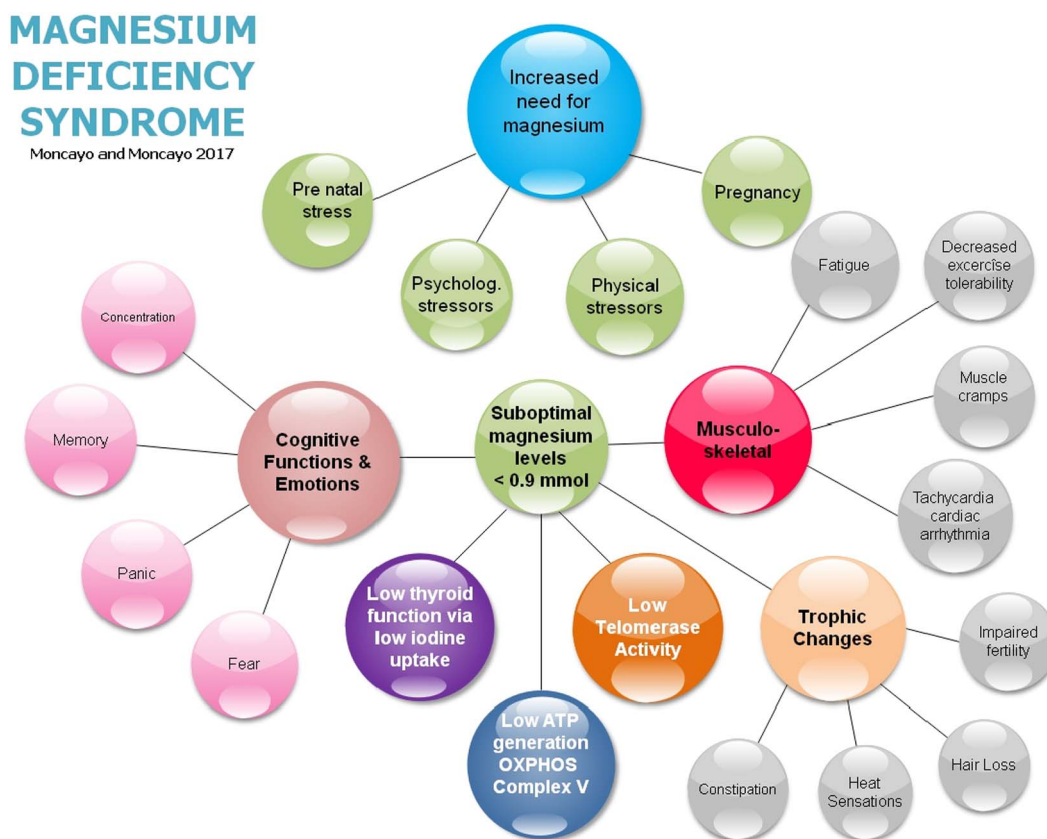 MAGNESIUM
DEFICIENCY
SYNDROME
Moncayo and Moncayo 2017
Increased
need for
magnesium
Pre natal
stress
Psycholog.
stressors
Physical
stressors
Pregnancy
Fatigue
Decreased
excercise
tolerability
Muscle
cramps
Tachycardia
cardiac
arrhythmia
Musculo-
skeletal
Suboptimal
magnesium
levels
< 0.9 mmol
Cognitive
Functions &
Emotions
Concentration
Memory
Panic
Fear
Low thyroid
function via
low iodine
uptake
Low ATP
generation
OXPHOS
Complex V
Low
Telomerase
Activity
Trophic
Changes
Impaired
fertility
Hair Loss
Heat
Sensations
Constipation